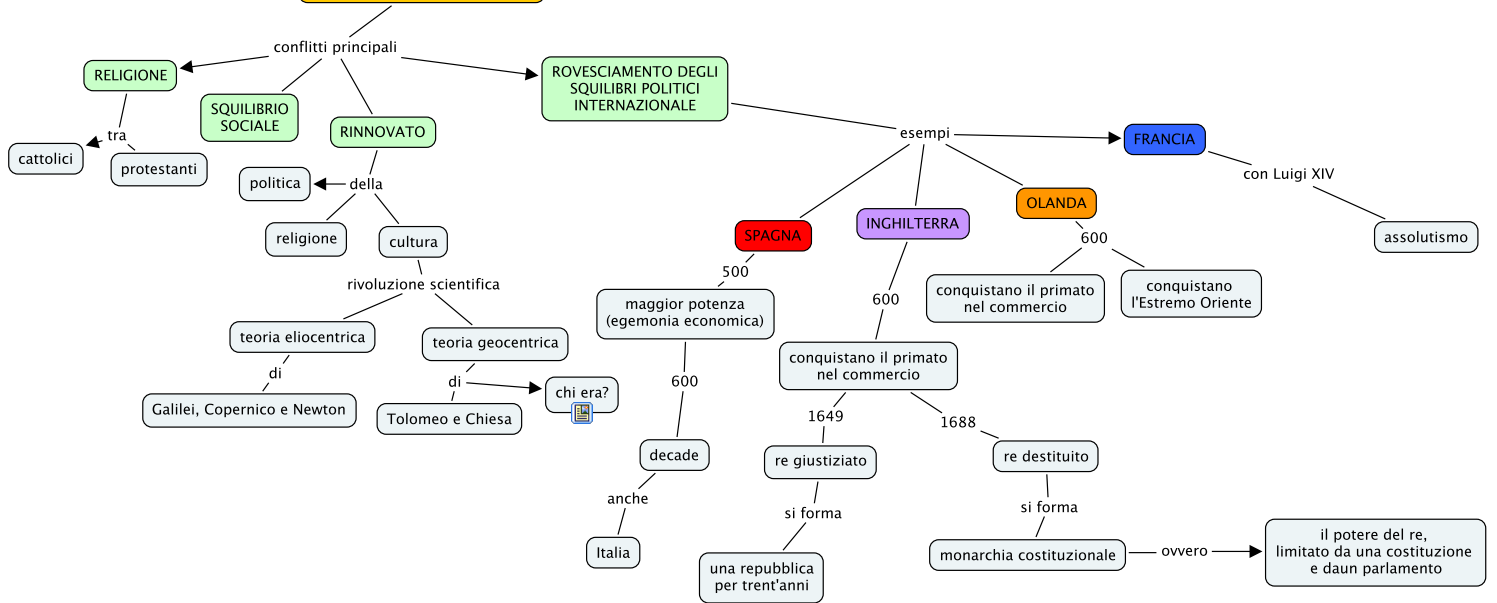 conflitti principali
RELIGIONE
tra
cattolici
protestanti
SQUILIBRIO
SOCIALE
RINNOVATO
della
politica
religione
cultura
rivoluzione scientifica
teoria eliocentrica
di
Galilei, Copernico e Newton
teoria geocentrica
di
Tolomeo e Chiesa
chi era?
ROVESCIAMENTO DEGLI
SQUILIBRI POLITICI
INTERNAZIONALE
esempi
SPAGNA
500
maggior potenza
(egemonia economica)
600
decade
anche
Italia
INGHILTERRA
600
conquistano il primato
nel commercio
1649
re giustiziato
si forma
una repubblica
per trent'anni
1688
re destituito
si forma
monarchia costituzionale
ovvero
il potere del re,
limitato da una costituzione
e daun parlamento
OLANDA
600
conquistano il primato
nel commercio
conquistano
l'Estremo Oriente
FRANCIA
con Luigi XIV
assolutismo